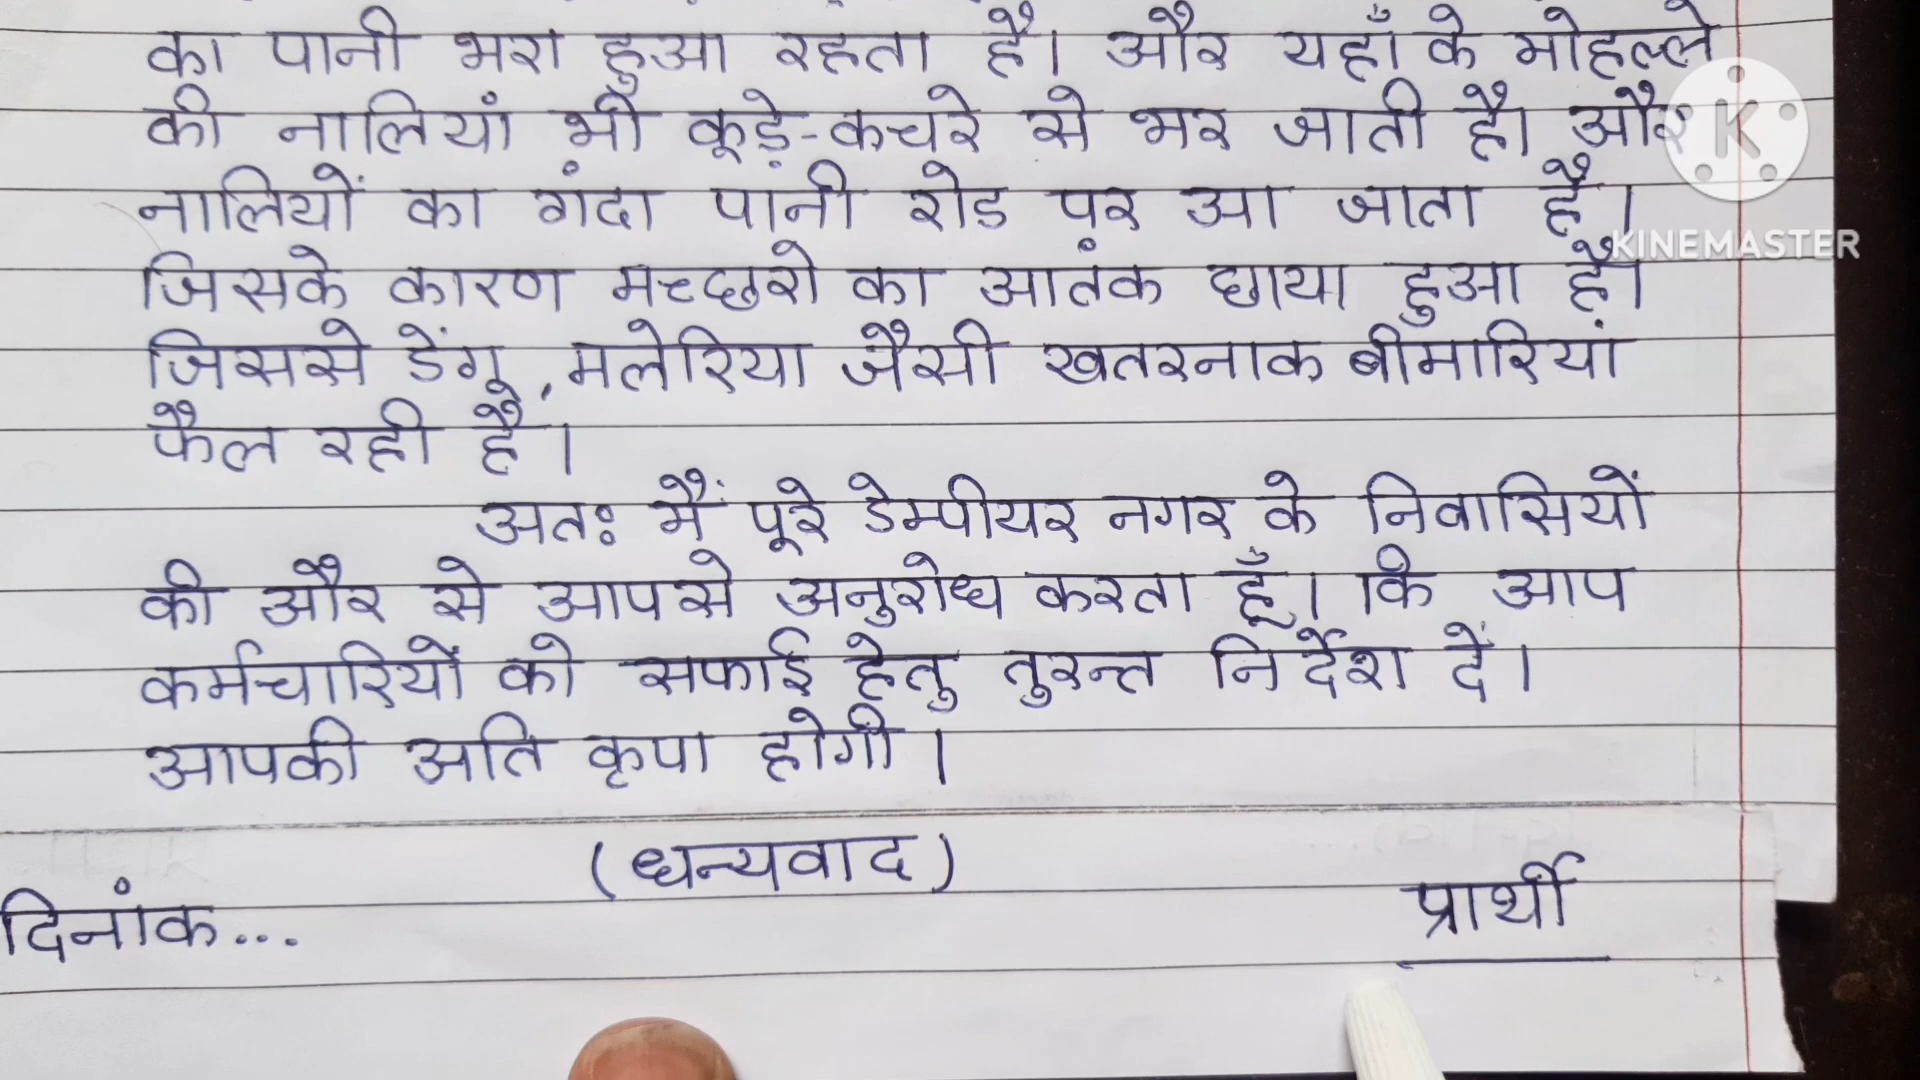 का पानी भरा हुआ रहता है। और यहाँ के मोहल्ले
की नालियां भी कूड़े-कचरे से भर जाती है। और
नालियों का गंदा पानी रोड पर आ जाता है।
जिसके कारण मच्छरो का आतंक छाया हुआ है।
जिससे डेंगू, मलेरिया जैसी खतरनाक बीमारियां
फैल रही है।
अतः मैं पूरे डेम्पीयर नगर के निवासियों
की और से आपसे अनुरोध करता हूँ। कि आप
कर्मचारियों को सफाई हेतु तुरन्त निर्देश दें।
आपकी अति कृपा होगी।
(धन्यवाद)
दिनांक...
प्रार्थी
K
KINEMASTER